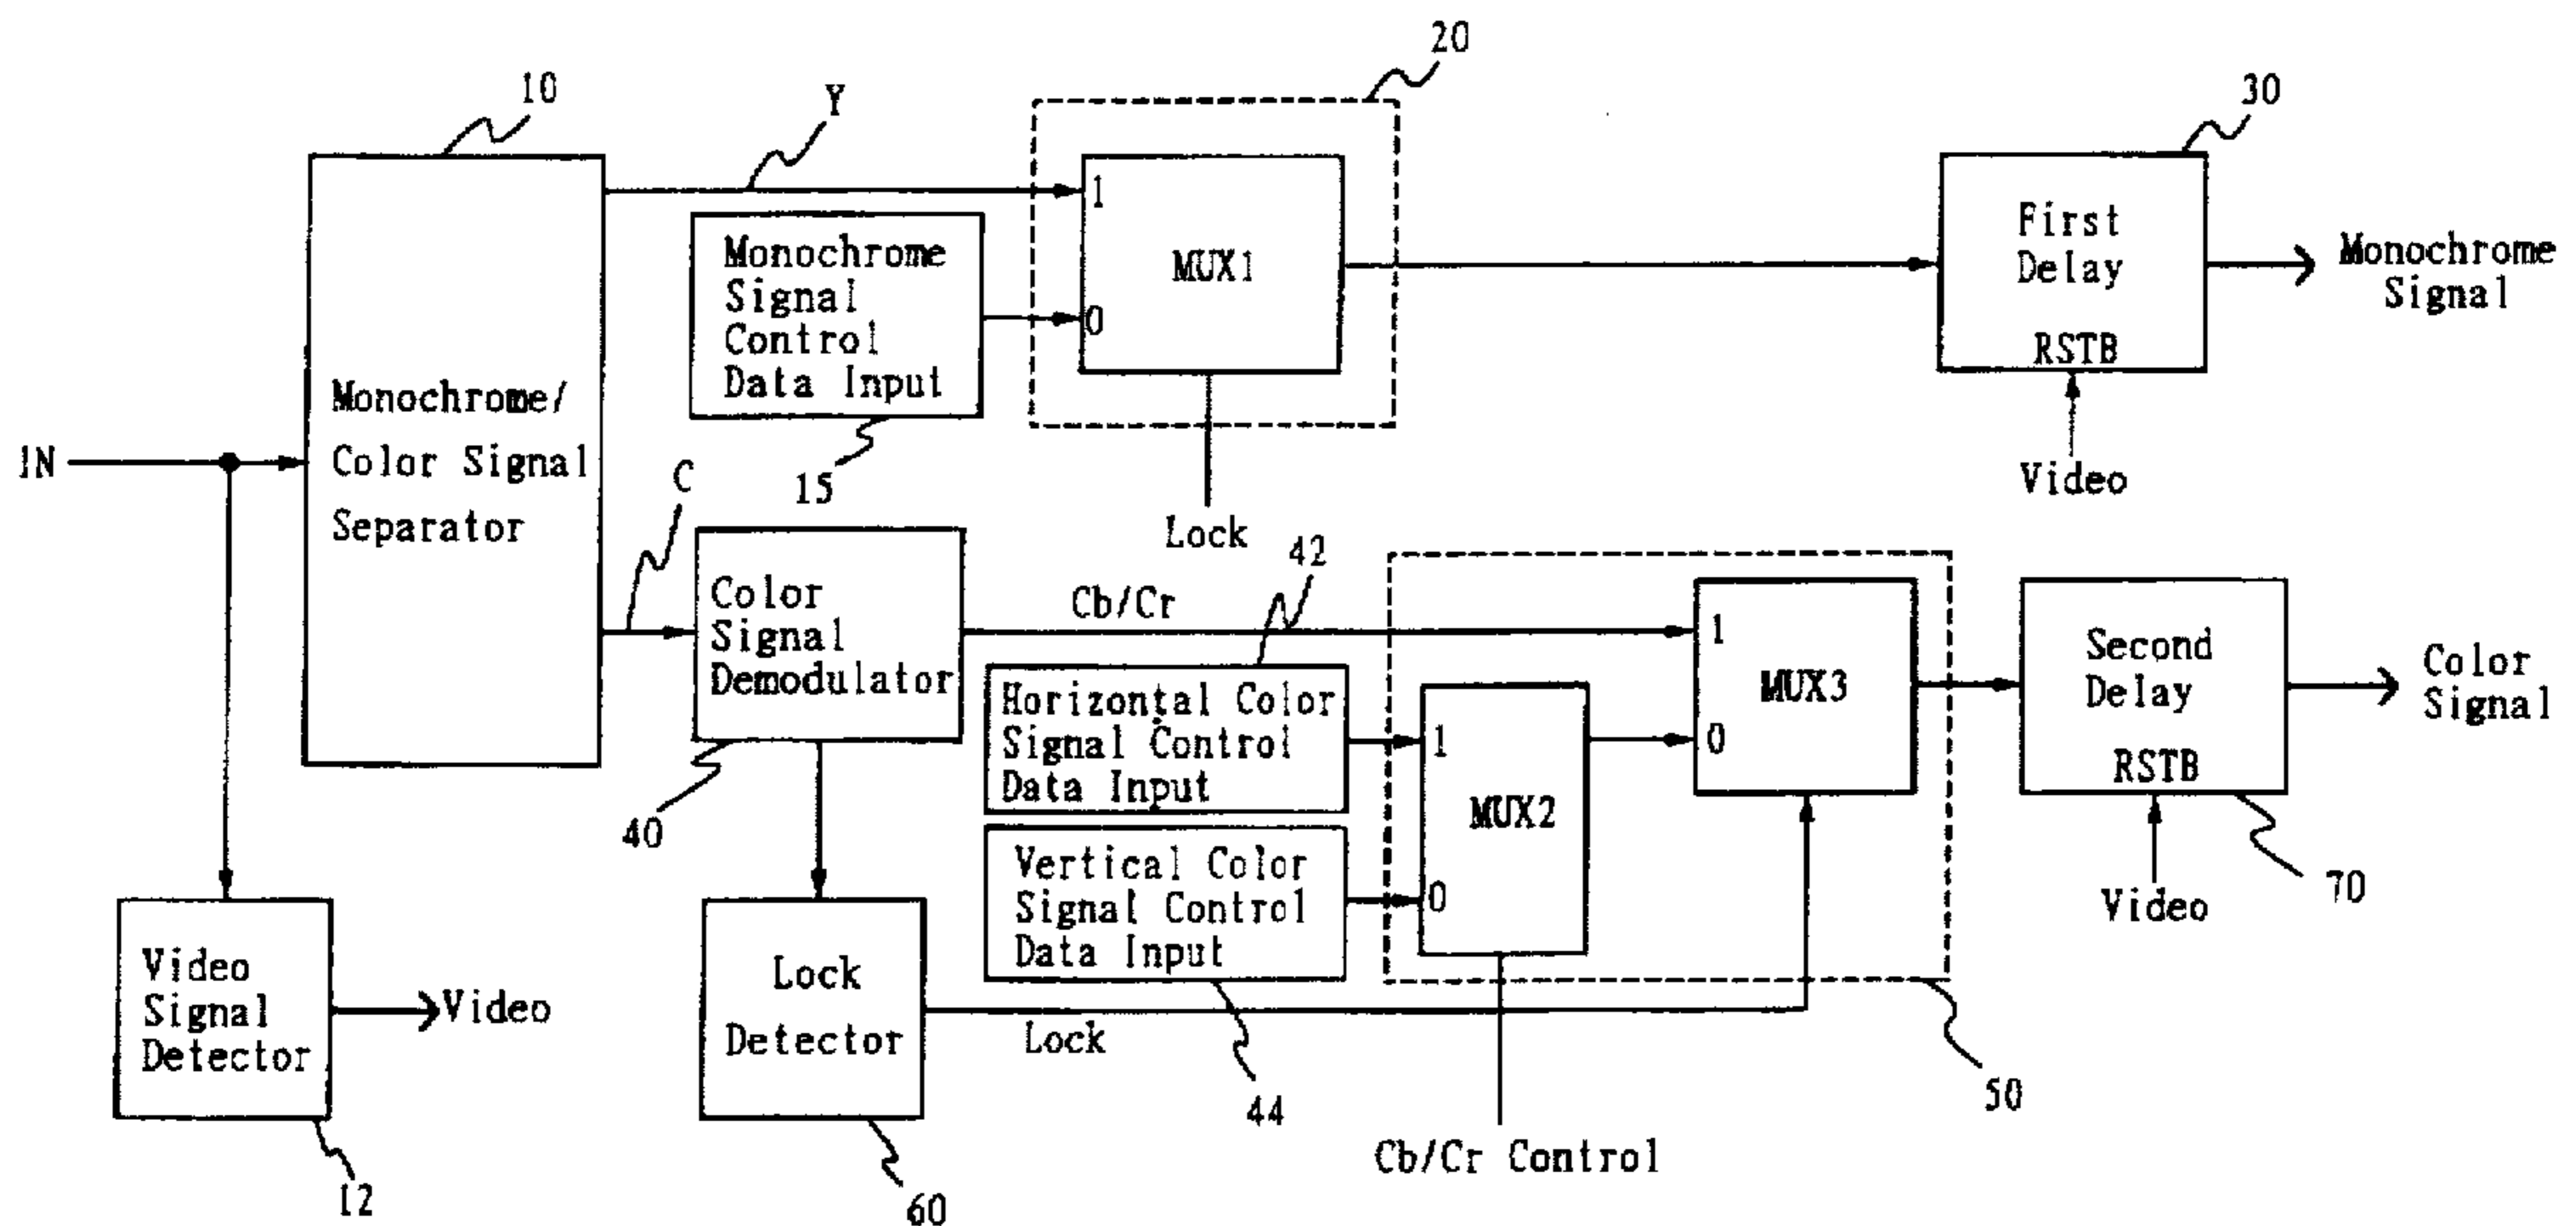 20
10
Y
30
1
MUX1
0
Monochrome
Signal
Control
Data Input
15
Lock
First
Delay
RSTB
Video
Monochrome
Signal
IN
Monochrome/
Color Signal
Separator
C
Color
Signal
Demodulator
40
Cb/Cr
42
Horizontal Color
Signal Control
Data Input
Vertical Color
Signal Control
Data Input
44
1
MUX2
0
1
MUX3
0
Second
Delay
RSTB
Video
70
Color
Signal
Video
Signal
Detector
Video
12
Lock
Detector
60
Lock
Cb/Cr Control
50